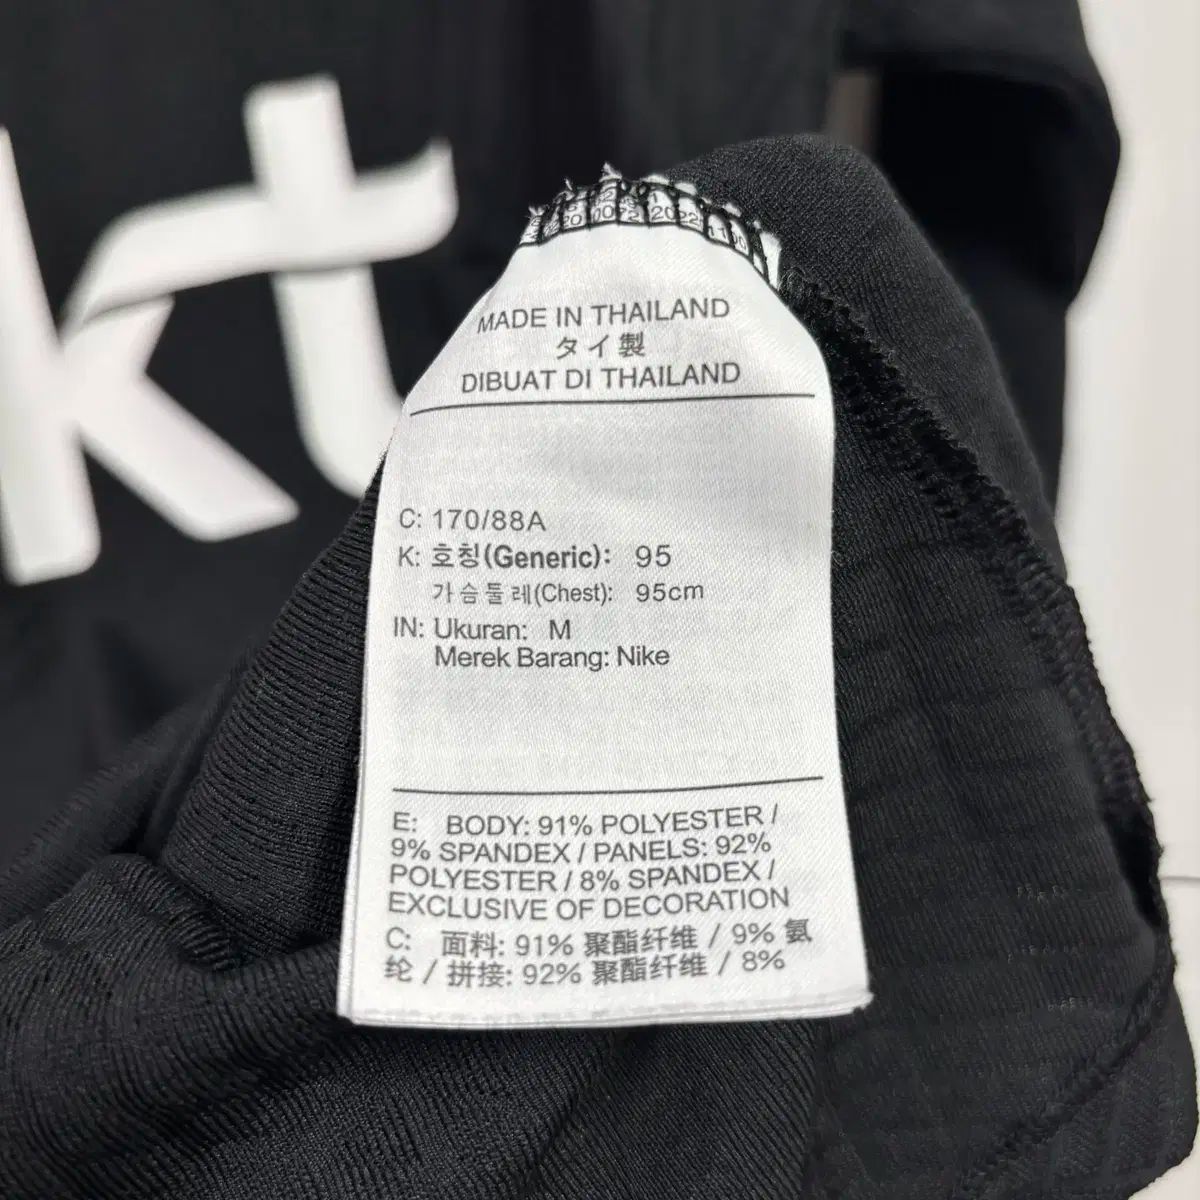 kt
MADE IN THAILAND
タイ製
DIBUAT DI THAILAND
C: 170/88A
K: 호칭(Generic): 95
가슴둘레(Chest): 95cm
IN: Ukuran: M
Merek Barang: Nike
E: BODY: 91% POLYESTER /
9% SPANDEX / PANELS: 92%
POLYESTER / 8% SPANDEX /
EXCLUSIVE OF DECORATION
C: 面料: 91% 聚酯纤维 / 9% 氨
纶 / 拼接: 92% 聚酯纤维 / 8%